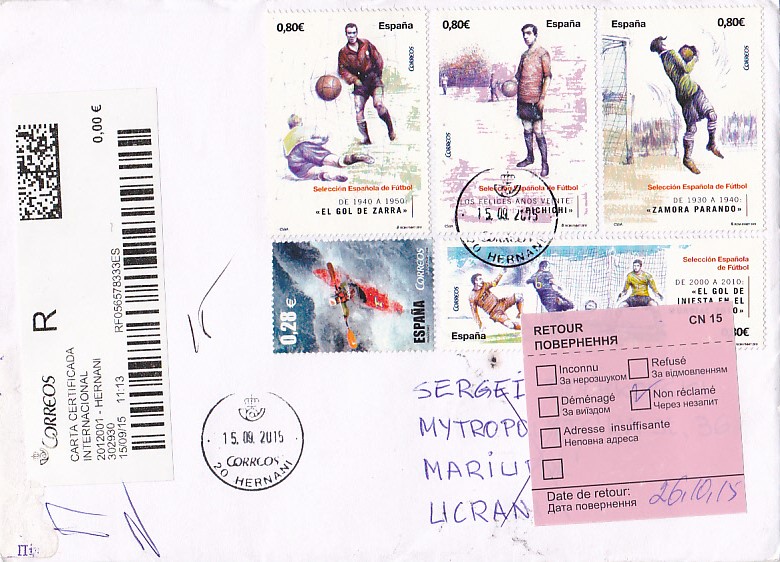 0,80€ España
CORREOS
Selección Española de Fútbol
DE 1940 A 1950:
«EL GOL DE ZARRA»
0,80€ España
CORREOS
Selección Española de Fútbol
LOS FELICES AÑOS VEINTE:
«PICHICHI»
España 0,80€
CORREOS
Selección Española de Fútbol
DE 1930 A 1940:
«ZAMORA PARANDO»
0,28 €
ESPAÑA CORREOS
CORREOS
España
Selección Española
de Fútbol
DE 2000 A 2010:
«EL GOL DE
INIESTA EN EL
80€
15.09.2015
CORREOS
20 HERNANI
15.09.2015
CORREOS
20 HERNANI
0,00 €
R
RF056578333ES
CORREOS
CARTA CERTIFICADA
INTERNACIONAL
2012001 - HERNANI
302930
15/09/15 11:13
SERGEI
MYTROPO
MARIU
UCRAN
RETOUR CN 15
ПОВЕРНЕННЯ
Inconnu
За нерозшуком
Refusé
За відмовленням
Déménagé
За виїздом
Non réclamé
Через незапит
Adresse insuffisante
Неповна адреса
Date de retour: 26,10,15
Дата повернення